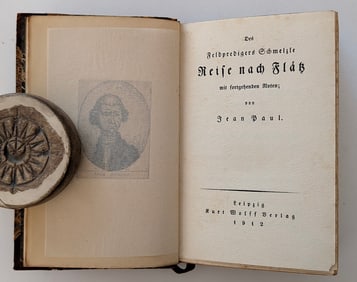 Des
Feldpredigers Schmelzle
Reise nach Flätz
mit fortgehenden Noten;
von
Jean Paul.
Leipzig
Kurt Wolff Verlag
1912